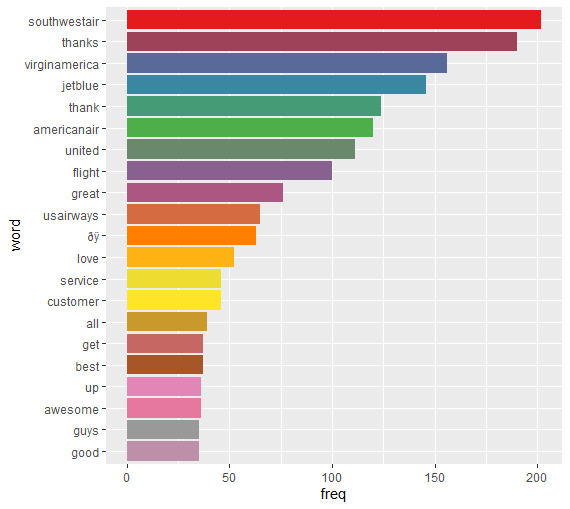 southwestair
thanks
virginamerica
jetblue
thank
americanair
united
flight
great
usairways
ðÿ
love
service
customer
all
get
best
up
awesome
guys
good
word
0 50 100 150 200
freq